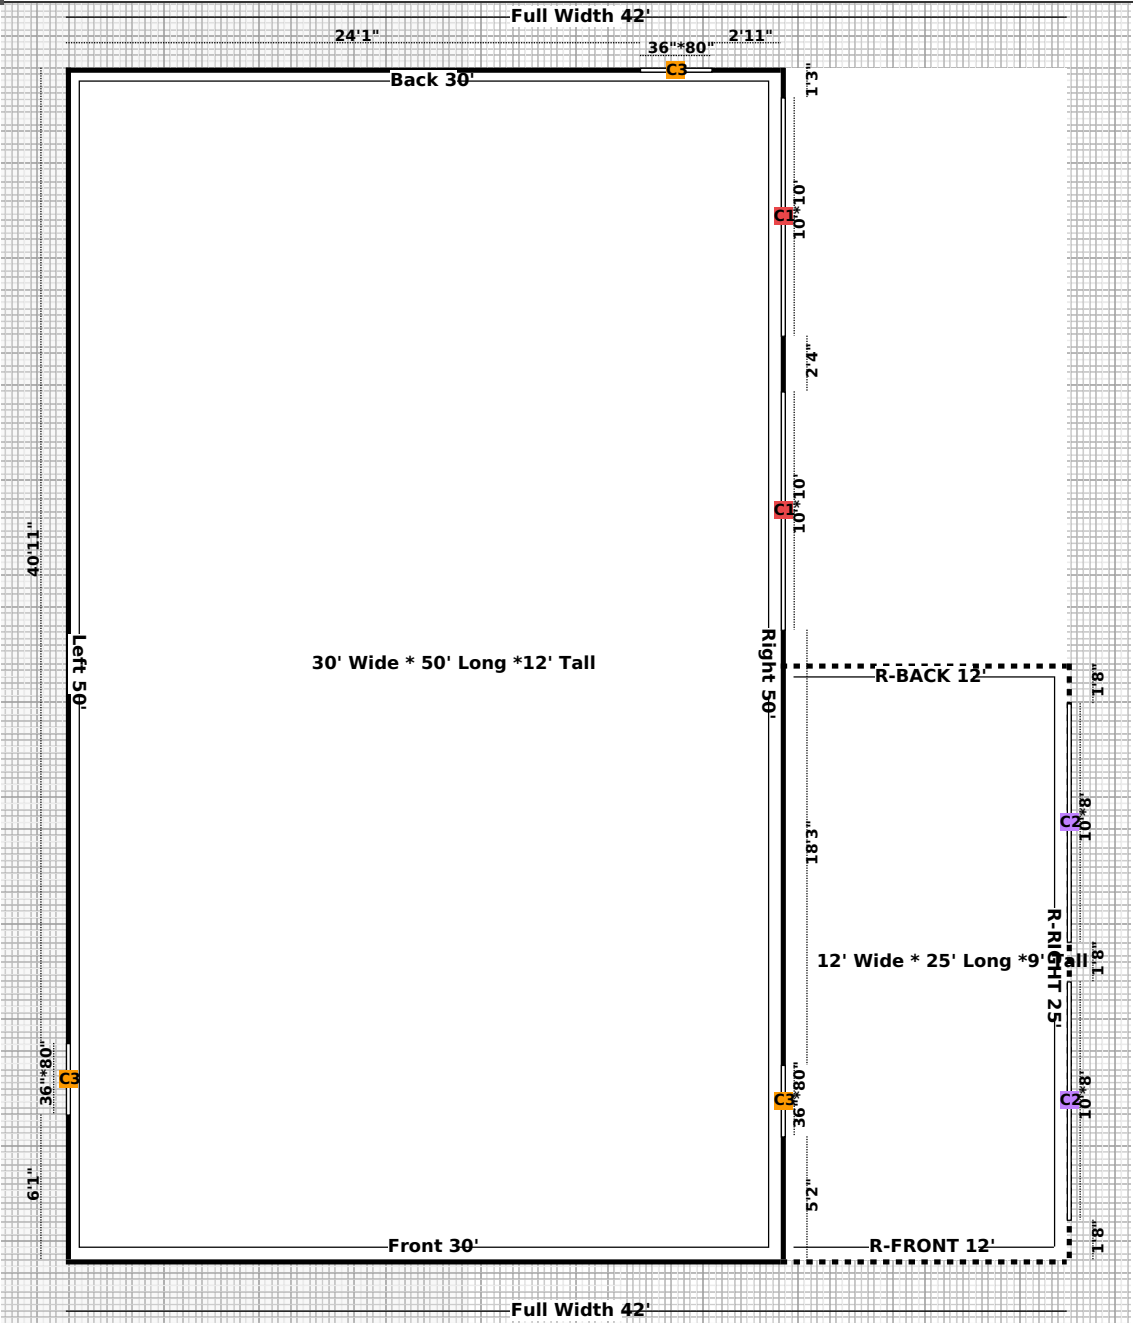 Full Width 42'
24'1"
2'11"
36"*80"
C3
Back 30'
1'3"
10'*10'
C1
2'4"
10'*10'
C1
40'11"
Left 50'
30' Wide * 50' Long *12' Tall
Right 50'
R-BACK 12'
1'8"
10'*8'
C2
18'3"
12' Wide * 25' Long *9' Tall
R-RIGHT 25'
1'8"
36"*80"
C3
36"*80"
C3
10'*8'
C2
6'1"
5'2"
1'8"
Front 30'
R-FRONT 12'
Full Width 42'